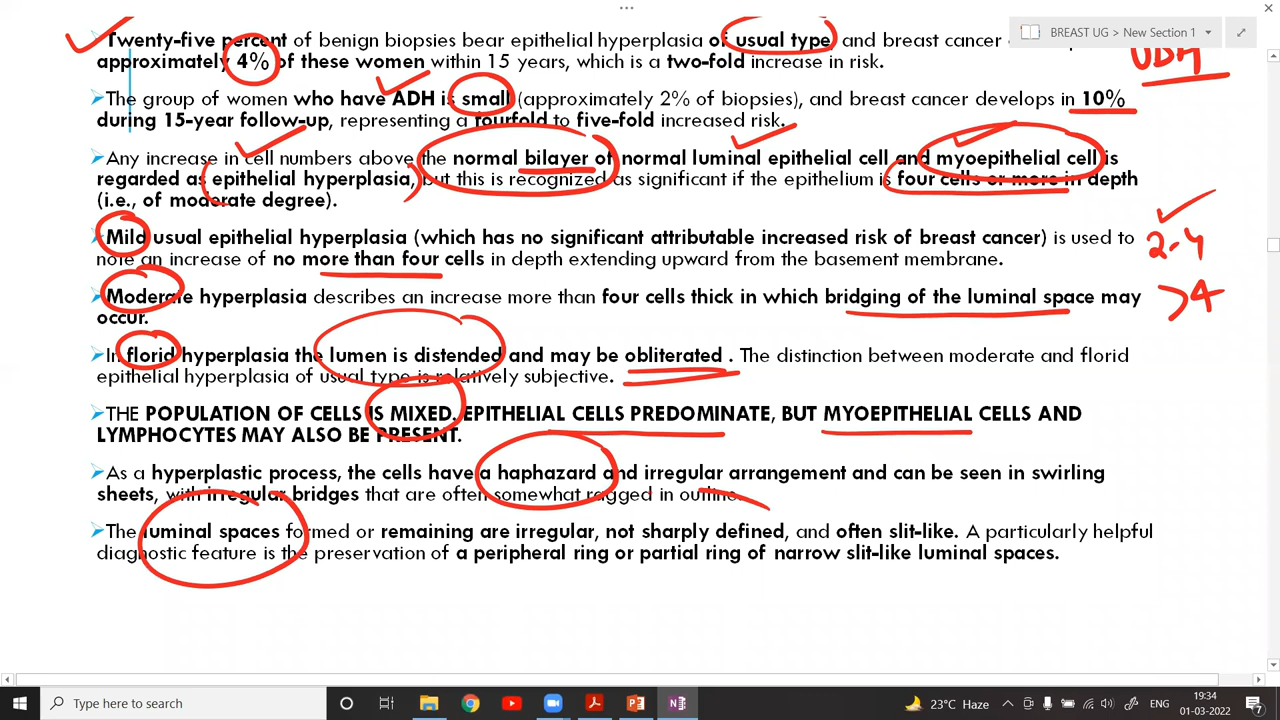 BREAST UG > New Section 1
Twenty-five percent of benign biopsies bear epithelial hyperplasia of usual type, and breast cancer
approximately 4% of these women within 15 years, which is a two-fold increase in risk.
UDH
The group of women who have ADH is small (approximately 2% of biopsies), and breast cancer develops in 10%
during 15-year follow-up, representing a fourfold to five-fold increased risk.
Any increase in cell numbers above the normal bilayer of normal luminal epithelial cell and myoepithelial cell is
regarded as epithelial hyperplasia, but this is recognized as significant if the epithelium is four cells or more in depth
(i.e., of moderate degree).
Mild usual epithelial hyperplasia (which has no significant attributable increased risk of breast cancer) is used to
note an increase of no more than four cells in depth extending upward from the basement membrane.
2-4
Moderate hyperplasia describes an increase more than four cells thick in which bridging of the luminal space may
occur.
>4
In florid hyperplasia the lumen is distended and may be obliterated . The distinction between moderate and florid
epithelial hyperplasia of usual type is relatively subjective.
THE POPULATION OF CELLS IS MIXED. EPITHELIAL CELLS PREDOMINATE, BUT MYOEPITHELIAL CELLS AND
LYMPHOCYTES MAY ALSO BE PRESENT.
As a hyperplastic process, the cells have a haphazard and irregular arrangement and can be seen in swirling
sheets, with irregular bridges that are often somewhat ragged in outline.
The luminal spaces formed or remaining are irregular, not sharply defined, and often slit-like. A particularly helpful
diagnostic feature is the preservation of a peripheral ring or partial ring of narrow slit-like luminal spaces.
Type here to search
23°C Haze
ENG
19:34
01-03-2022
7